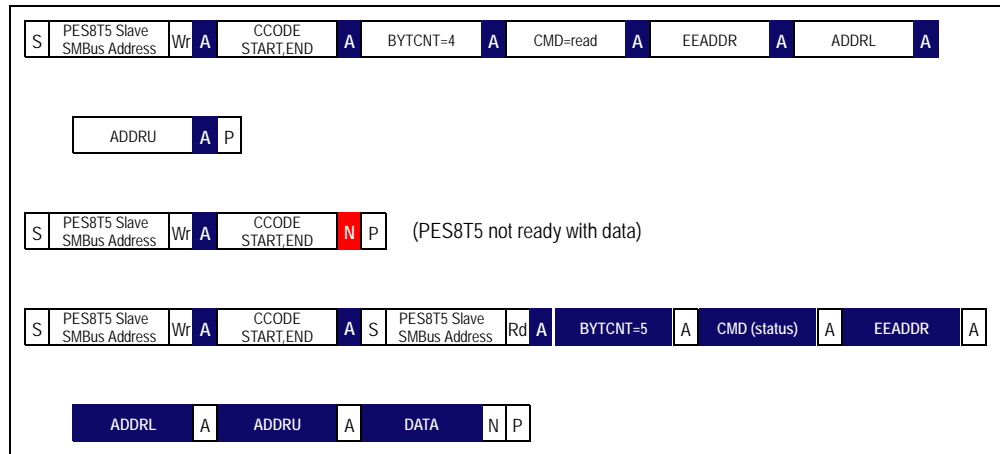 S PES8T5 Slave SMBus Address Wr A CCODE START,END A BYTCNT=4 A CMD=read A EEADDR A ADDRL A
ADDRU A P
S PES8T5 Slave SMBus Address Wr A CCODE START,END N P (PES8T5 not ready with data)
S PES8T5 Slave SMBus Address Wr A CCODE START,END A S PES8T5 Slave SMBus Address Rd A BYTCNT=5 A CMD (status) A EEADDR A
ADDRL A ADDRU A DATA N P